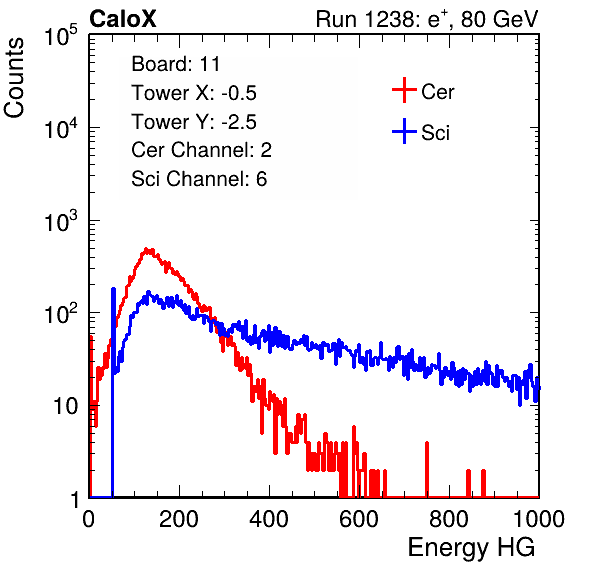 CaloX Run 1238: e⁺, 80 GeV
Counts
10⁵
10⁴
10³
10²
10
1
Board: 11
Tower X: -0.5
Tower Y: -2.5
Cer Channel: 2
Sci Channel: 6
Cer
Sci
0 200 400 600 800 1000
Energy HG